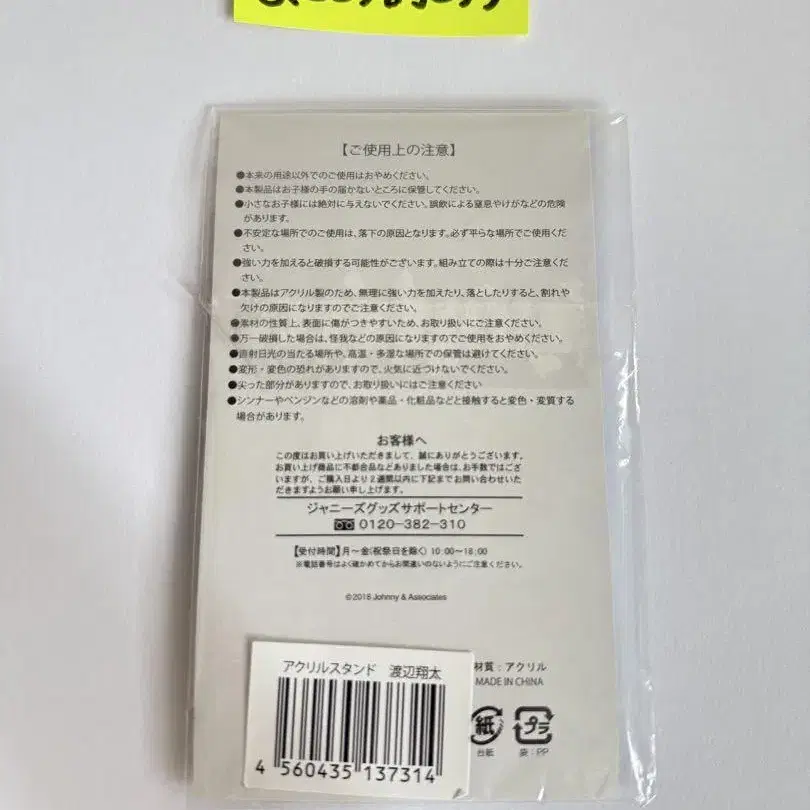 【ご使用上の注意】
●本来の用途以外でのご使用はおやめください。
●本製品はお子様の手の届かないところに保管してください。
●小さなお子様には絶対に与えないでください。誤飲による窒息やけがなどの危険
があります。
●不安定な場所でのご使用は、落下の原因となります。必ず平らな場所でご使用くだ
さい。
●強い力を加えると破損する可能性がございます。組み立ての際は十分ご注意くださ
い。
●本製品はアクリル製のため、無理に強い力を加えたり、落としたりすると、割れや
欠けの原因になりますのでご注意ください。
●素材の性質上、表面に傷がつきやすいため、お取り扱いにご注意ください。
●万一破損した場合は、怪我などの原因になりますのでご使用をおやめください。
●直射日光の当たる場所や、高温・多湿な場所での保管は避けてください。
●変形・変色の恐れがありますので、火気に近づけないでください。
●尖った部分がありますので、お取り扱いにはご注意ください
●シンナーやベンジンなどの溶剤や薬品・化粧品などと接触すると変色・変質する
場合があります。
お客様へ
この度はお買い上げいただきまして、誠にありがとうございます。
お買い上げ商品に不都合品などありました場合は、お手数ではござ
いますが、ご購入日より2週間以内に下記までお問い合わせいた
だきますようお願い申し上げます。
ジャニーズグッズサポートセンター
0120-382-310
【受付時間】月〜金(祝祭日を除く) 10:00〜18:00
※電話番号はよく確かめてからお間違いのないようにご注意ください。
©2018 Johnny & Associates
アクリルスタンド 渡辺翔太
4 560435 137314
材質:アクリル
MADE IN CHINA
紙 プラ
台紙 袋:PP